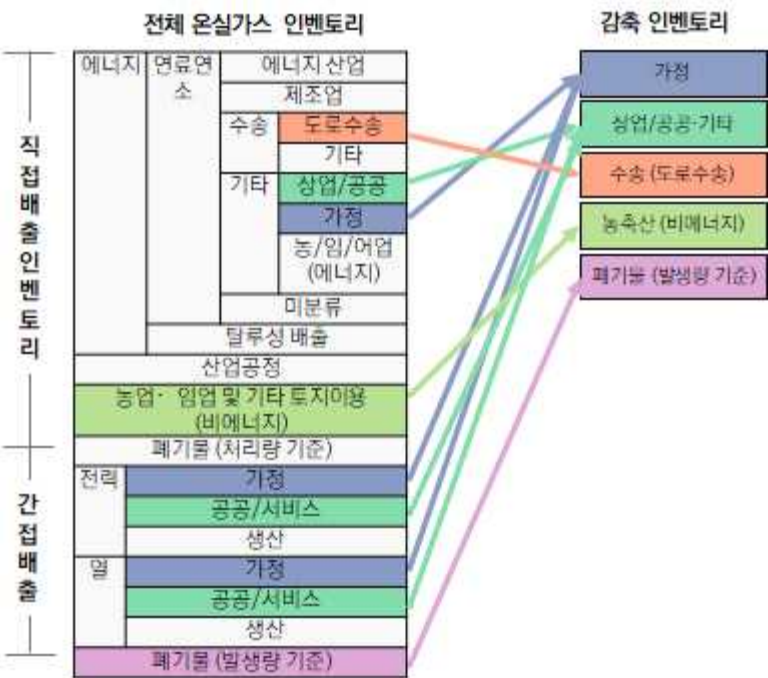 전체 온실가스 인벤토리
감축 인벤토리
직접배출인벤토리
간접배출
에너지
연료연
소
에너지 산업
제조업
수송
도로수송
기타
기타
상업/공공
가정
농/임/어업
(에너지)
미분류
탈루성 배출
산업공정
농업· 임업 및 기타 토지이용
(비에너지)
폐기물 (처리량 기준)
전력
가정
공공/서비스
생산
열
가정
공공/서비스
생산
폐기물 (발생량 기준)
가정
상업/공공·기타
수송 (도로수송)
농축산 (비에너지)
폐기물 (발생량 기준)